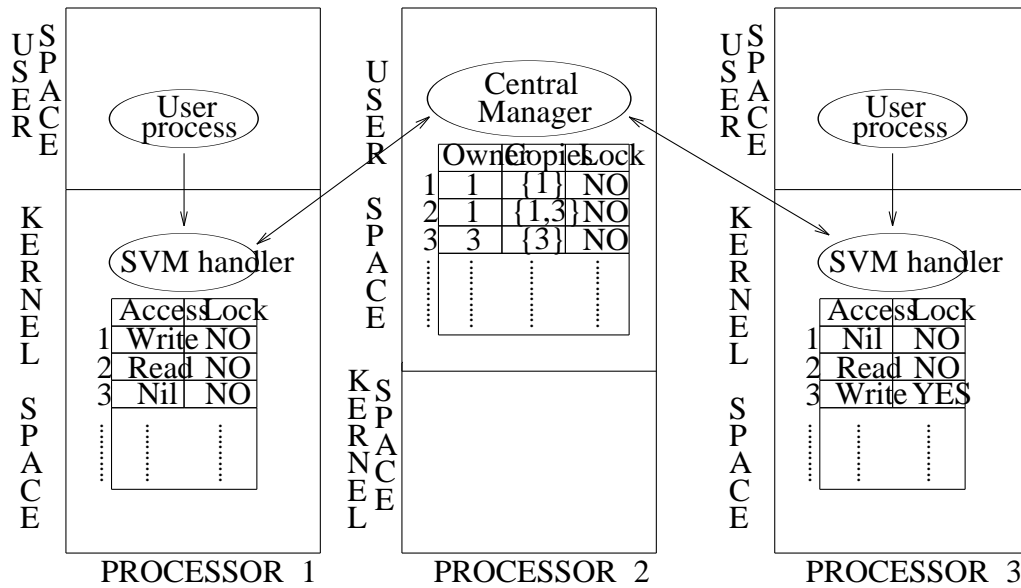 USER
SPACE
User
process
KERNEL SPACE
SVM handler
Access Lock
1 Write NO
2 Read NO
3 Nil NO
PROCESSOR 1
USER SPACE
Central
Manager
Owner Copies Lock
1 1 {1} NO
2 1 {1,3} NO
3 3 {3} NO
KERNEL
SPACE
PROCESSOR 2
USER
SPACE
User
process
KERNEL SPACE
SVM handler
Access Lock
1 Nil NO
2 Read NO
3 Write YES
PROCESSOR 3